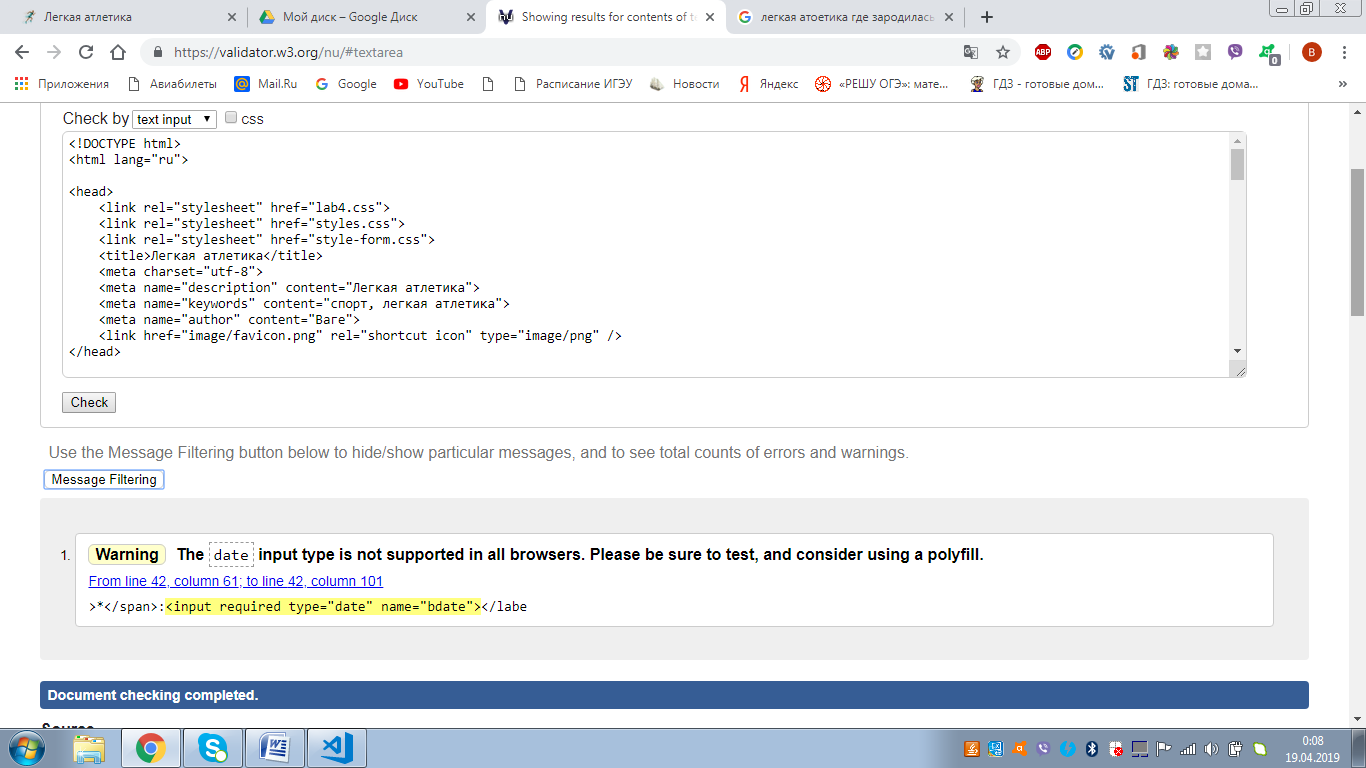 Легкая атлетика
Мой диск – Google Диск
Showing results for contents of te
легкая атоетика где зародилась
https://validator.w3.org/nu/#textarea
ABP
0
В
Приложения
Авиабилеты
Mail.Ru
Google
YouTube
Расписание ИГЭУ
Новости
Яндекс
«РЕШУ ОГЭ»: мате...
ГДЗ - готовые дом...
ГДЗ: готовые дома...
»
Check by text input css
<!DOCTYPE html>
<html lang="ru">
<head>
<link rel="stylesheet" href="lab4.css">
<link rel="stylesheet" href="styles.css">
<link rel="stylesheet" href="style-form.css">
<title>Легкая атлетика</title>
<meta charset="utf-8">
<meta name="description" content="Легкая атлетика">
<meta name="keywords" content="спорт, легкая атлетика">
<meta name="author" content="Ваге">
<link href="image/favicon.png" rel="shortcut icon" type="image/png" />
</head>
Check
Use the Message Filtering button below to hide/show particular messages, and to see total counts of errors and warnings.
Message Filtering
1. Warning The date input type is not supported in all browsers. Please be sure to test, and consider using a polyfill.
From line 42, column 61; to line 42, column 101
>*</span>:<input required type="date" name="bdate"></labe
Document checking completed.
Source
0:08
19.04.2019